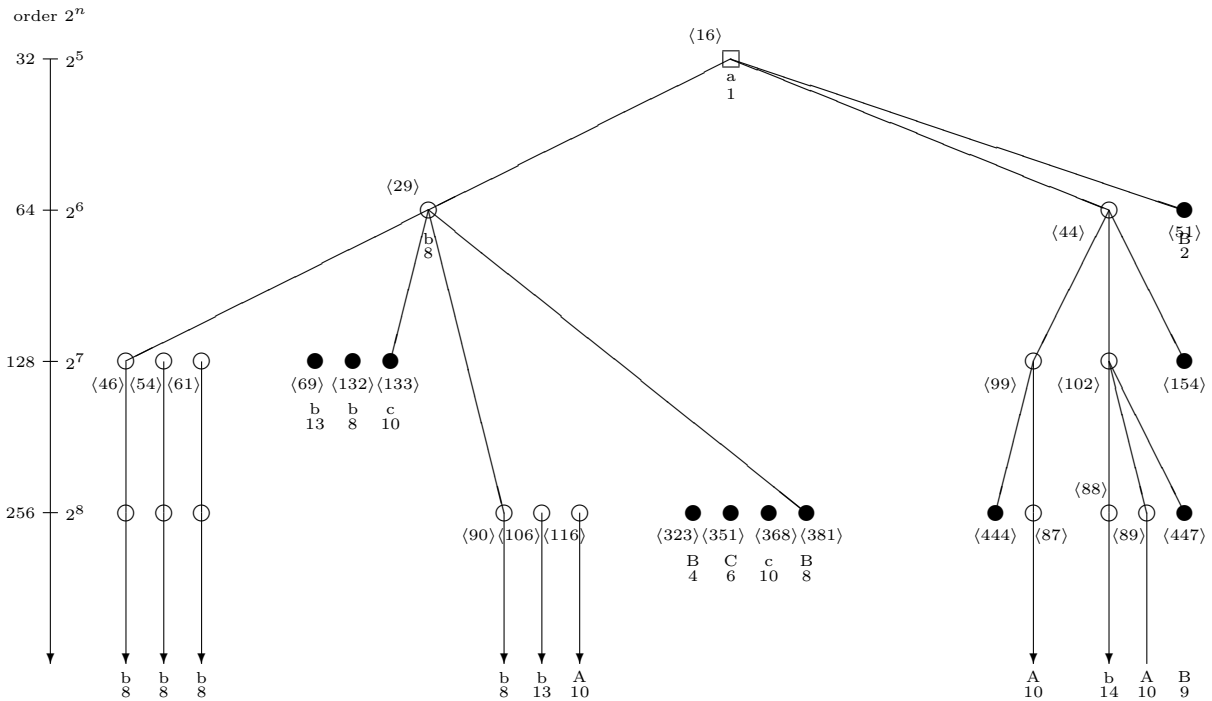 order 2^n
⟨16⟩
32 2^5
a
1
⟨29⟩
64 2^6
b
8
⟨44⟩ ⟨51⟩
B
2
128 2^7
⟨46⟩ ⟨54⟩ ⟨61⟩ ⟨69⟩ ⟨132⟩ ⟨133⟩ ⟨99⟩ ⟨102⟩ ⟨154⟩
b b c
13 8 10
⟨88⟩
256 2^8
⟨90⟩ ⟨106⟩ ⟨116⟩ ⟨323⟩ ⟨351⟩ ⟨368⟩ ⟨381⟩ ⟨444⟩ ⟨87⟩ ⟨89⟩ ⟨447⟩
B C c B
4 6 10 8
b b b b b A A b A B
8 8 8 8 13 10 10 14 10 9